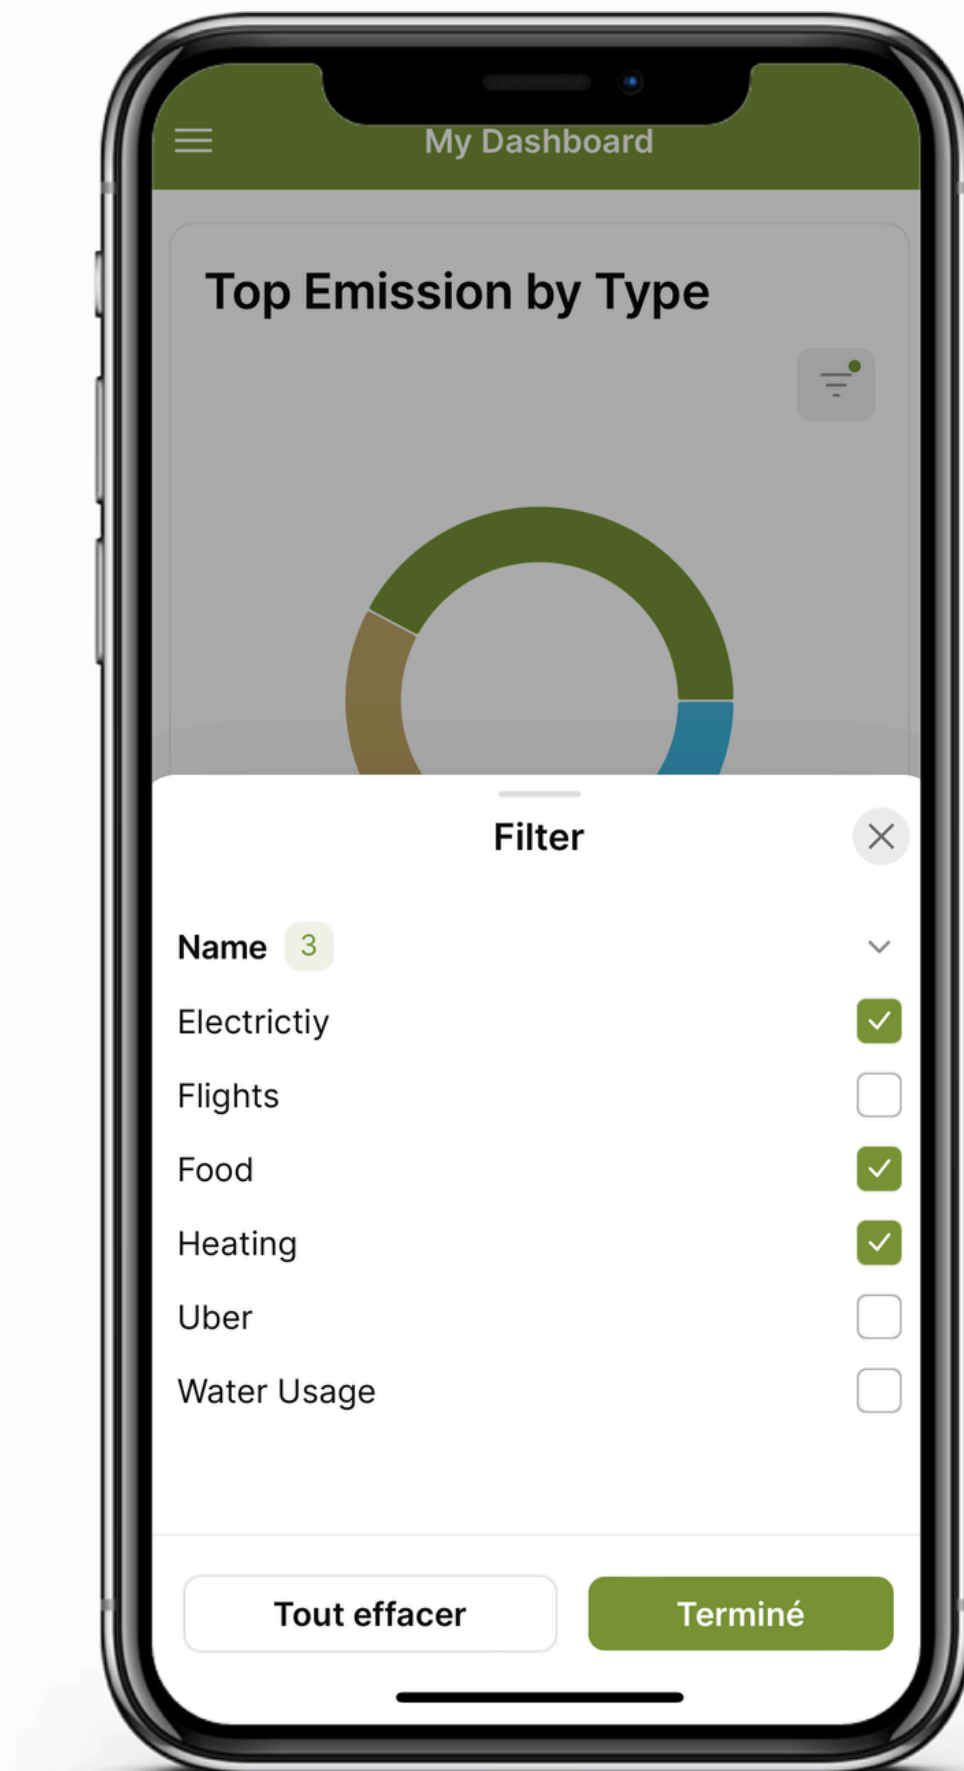 My Dashboard
Top Emission by Type
Filter
Name 3
Electrictiy
Flights
Food
Heating
Uber
Water Usage
Tout effacer
Terminé